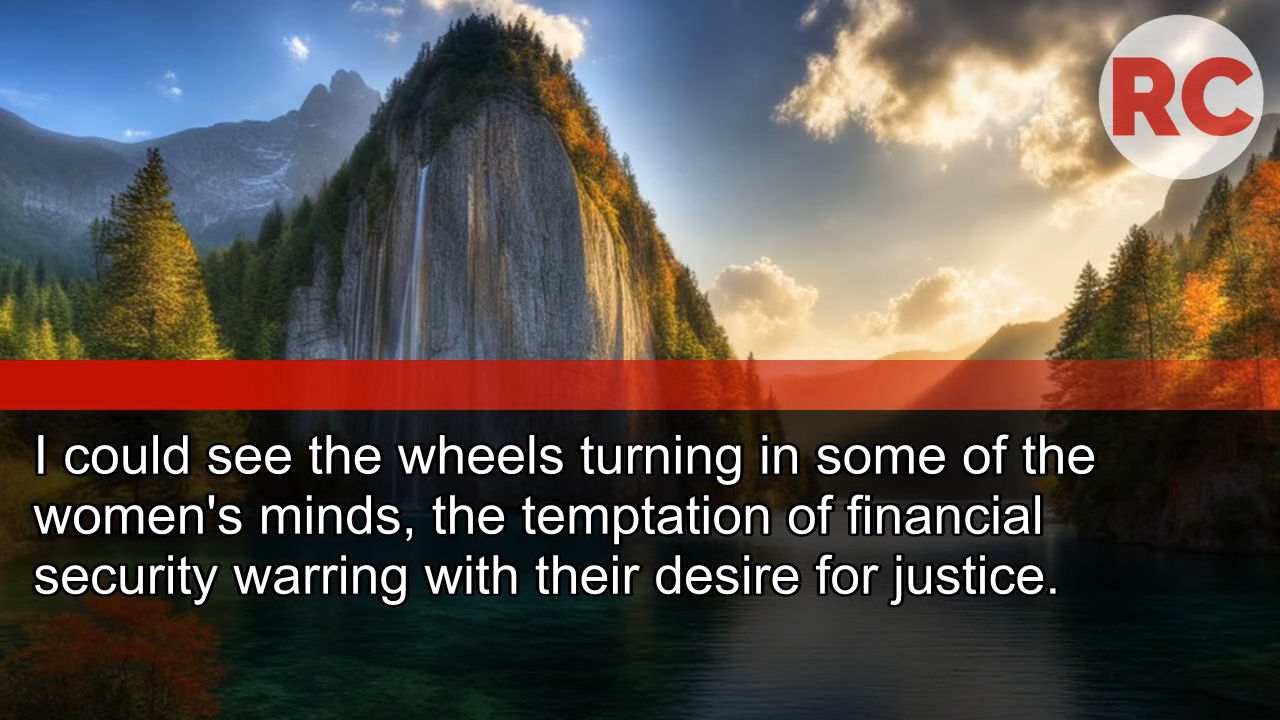 RC
I could see the wheels turning in some of the
women's minds, the temptation of financial
security warring with their desire for justice.